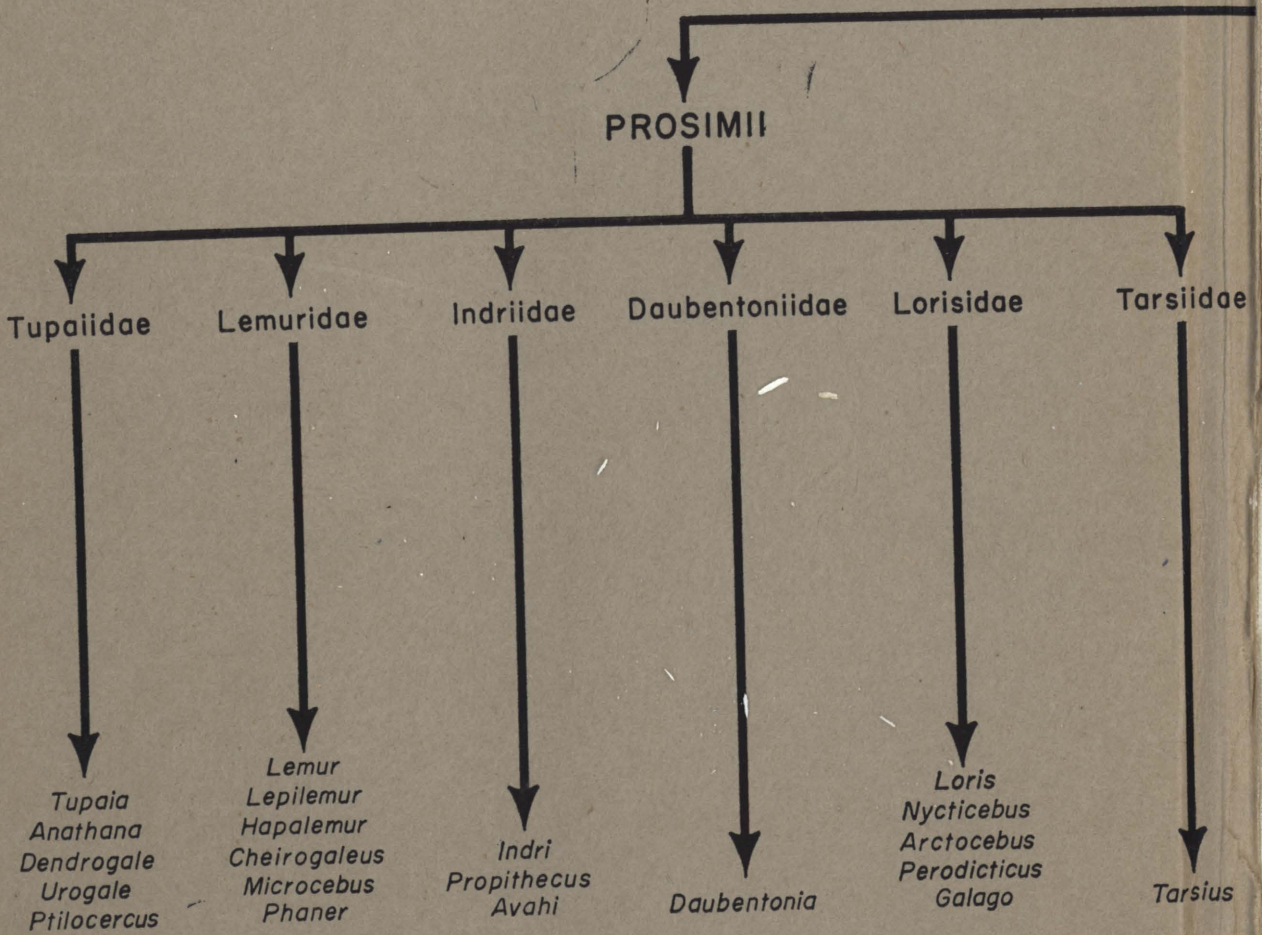 PROSIMII
Tupaiidae
Lemuridae
Indriidae
Daubentoniidae
Lorisidae
Tarsiidae
Tupaia
Anathana
Dendrogale
Urogale
Ptilocercus
Lemur
Lepilemur
Hapalemur
Cheirogaleus
Microcebus
Phaner
Indri
Propithecus
Avahi
Daubentonia
Loris
Nycticebus
Arctocebus
Perodicticus
Galago
Tarsius